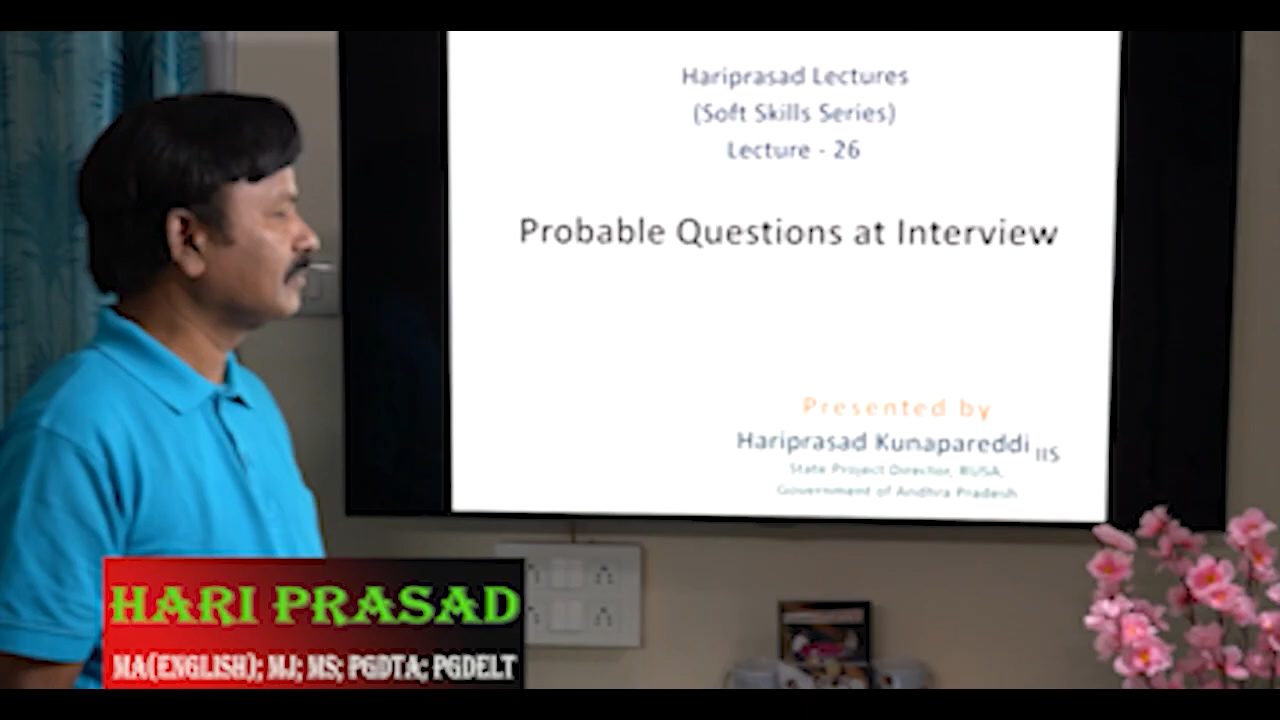 Hariprasad Lectures
(Soft Skills Series)
Lecture - 26
Probable Questions at Interview
Presented by
Hariprasad Kunapareddi IIS
State Project Director, RUSA,
Government of Andhra Pradesh
HARI PRASAD
MA(ENGLISH); MJ; MS; PGDTA; PGDELT